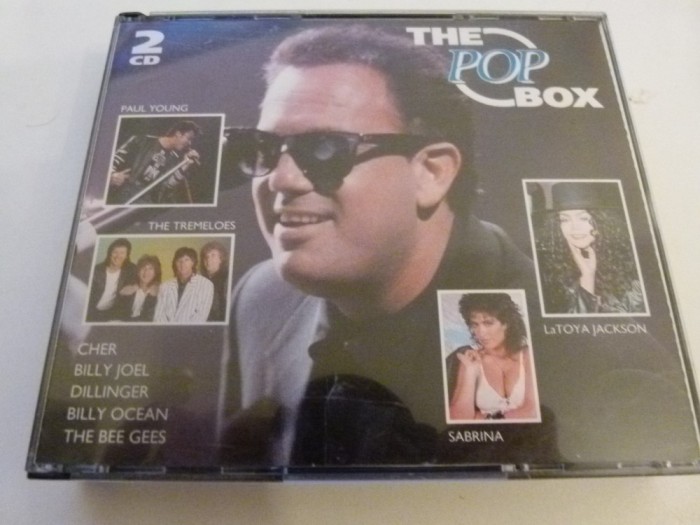 2
CD
THE
POP
BOX
PAUL YOUNG
THE TREMELOES
LaTOYA JACKSON
SABRINA
CHER
BILLY JOEL
DILLINGER
BILLY OCEAN
THE BEE GEES